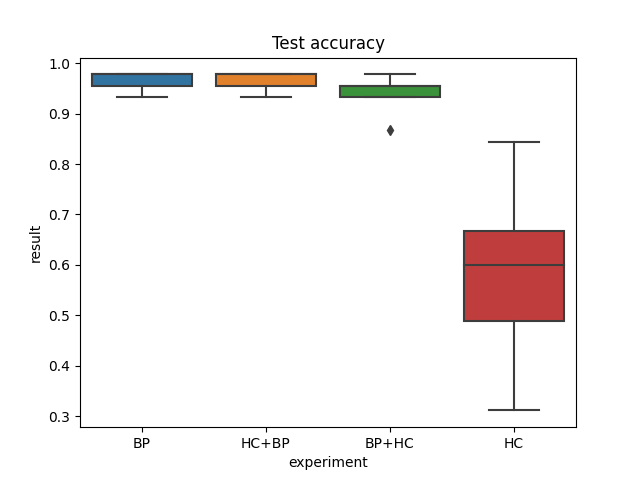 Test accuracy
1.0
0.9
0.8
0.7
0.6
0.5
0.4
0.3
result
BP
HC+BP
BP+HC
HC
experiment